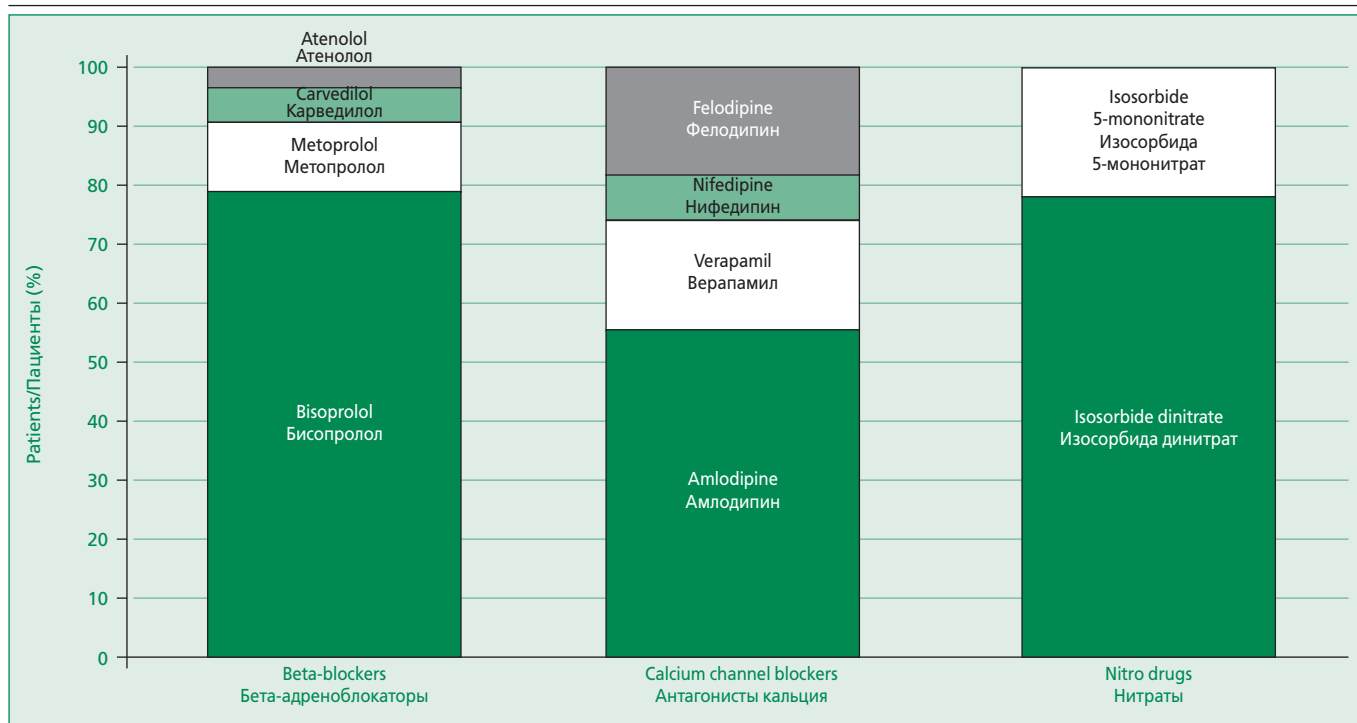 Patients/Пациенты (%)
100
90
80
70
60
50
40
30
20
10
0
Atenolol
Атенолол
Carvedilol
Карведилол
Metoprolol
Метопролол
Bisoprolol
Бисопролол
Beta-blockers
Бета-адреноблокаторы
Felodipine
Фелодипин
Nifedipine
Нифедипин
Verapamil
Верапамил
Amlodipine
Амлодипин
Calcium channel blockers
Антагонисты кальция
Isosorbide
5-mononitrate
Изосорбида
5-мононитрат
Isosorbide dinitrate
Изосорбида динитрат
Nitro drugs
Нитраты